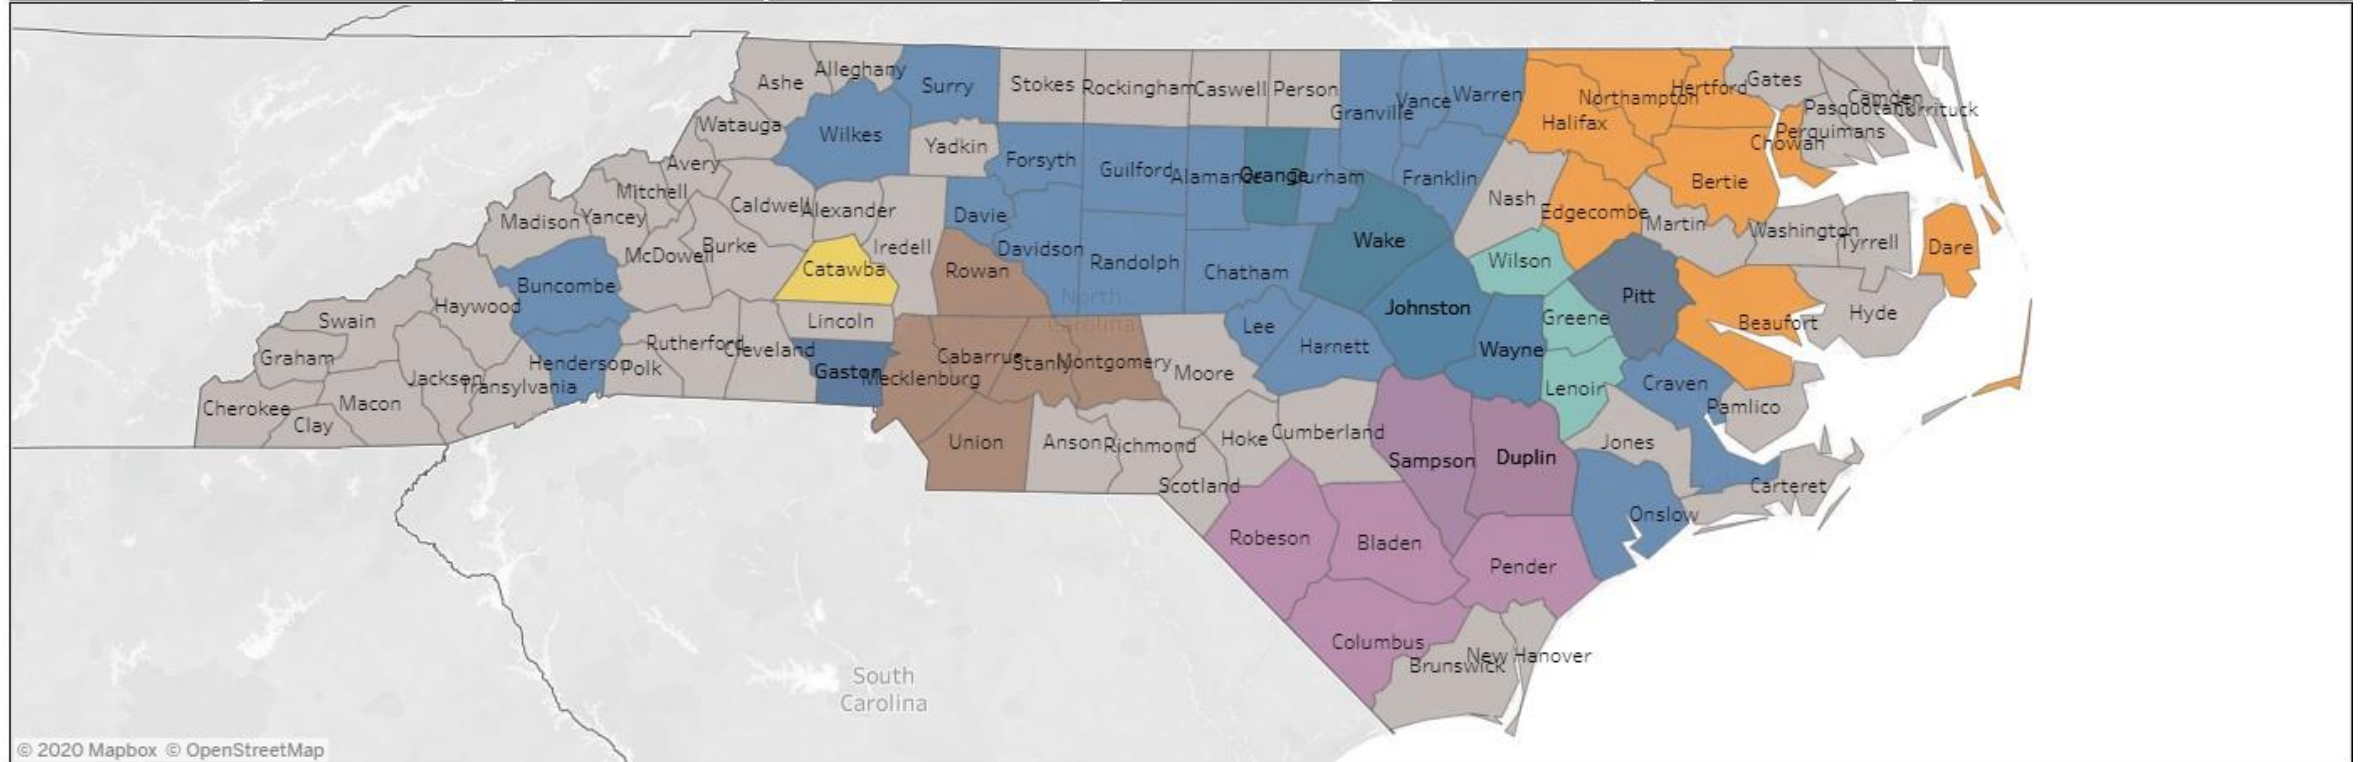 Ashe
Alleghany
Surry
Stokes
Rockingham
Caswell
Person
Granville
Vance
Warren
Northampton
Hertford
Gates
Camden
Pasquotank
Currituck
Halifax
Perquimans
Chowan
Watauga
Wilkes
Yadkin
Forsyth
Guilford
Alamance
Orange
Durham
Franklin
Nash
Bertie
Avery
Mitchell
Madison
Yancey
Caldwell
Alexander
Davie
Edgecombe
Martin
Washington
Tyrrell
Dare
McDowell
Burke
Iredell
Davidson
Randolph
Chatham
Wake
Wilson
Catawba
Rowan
Buncombe
Haywood
Pitt
North
Carolina
Johnston
Greene
Beaufort
Hyde
Swain
Lincoln
Lee
Harnett
Wayne
Graham
Rutherford
Cleveland
Henderson
Polk
Gaston
Cabarrus
Stanly
Montgomery
Mecklenburg
Moore
Lenoir
Craven
Pamlico
Jackson
Transylvania
Cherokee
Macon
Clay
Union
Anson
Richmond
Hoke
Cumberland
Sampson
Duplin
Jones
Scotland
Carteret
Onslow
Robeson
Bladen
Pender
Columbus
Brunswick
New Hanover
South
Carolina
© 2020 Mapbox © OpenStreetMap